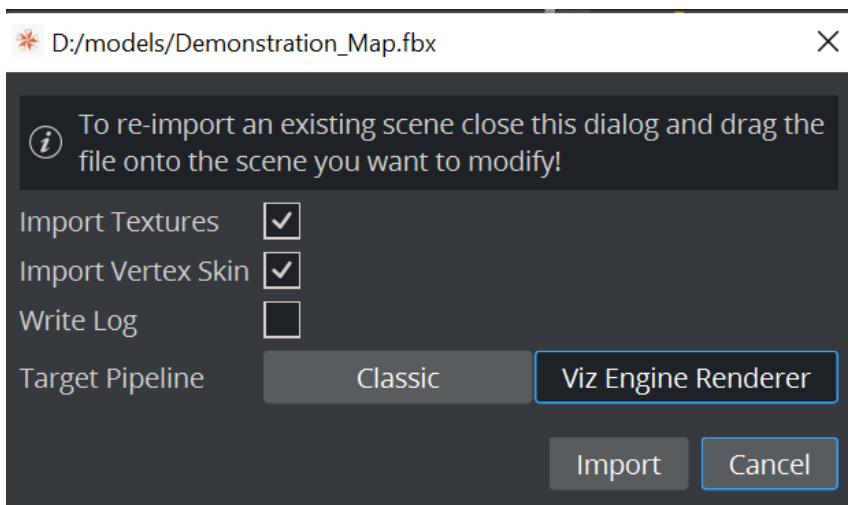 D:/models/Demonstration_Map.fbx
To re-import an existing scene close this dialog and drag the
file onto the scene you want to modify!
Import Textures
Import Vertex Skin
Write Log
Target Pipeline Classic Viz Engine Renderer
Import Cancel